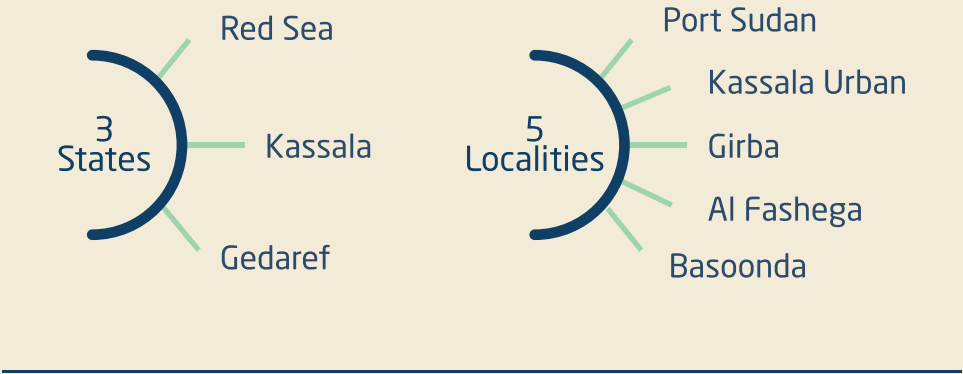 3
States
Red Sea
Kassala
Gedaref
5
Localities
Port Sudan
Kassala Urban
Girba
Al Fashega
Basoonda